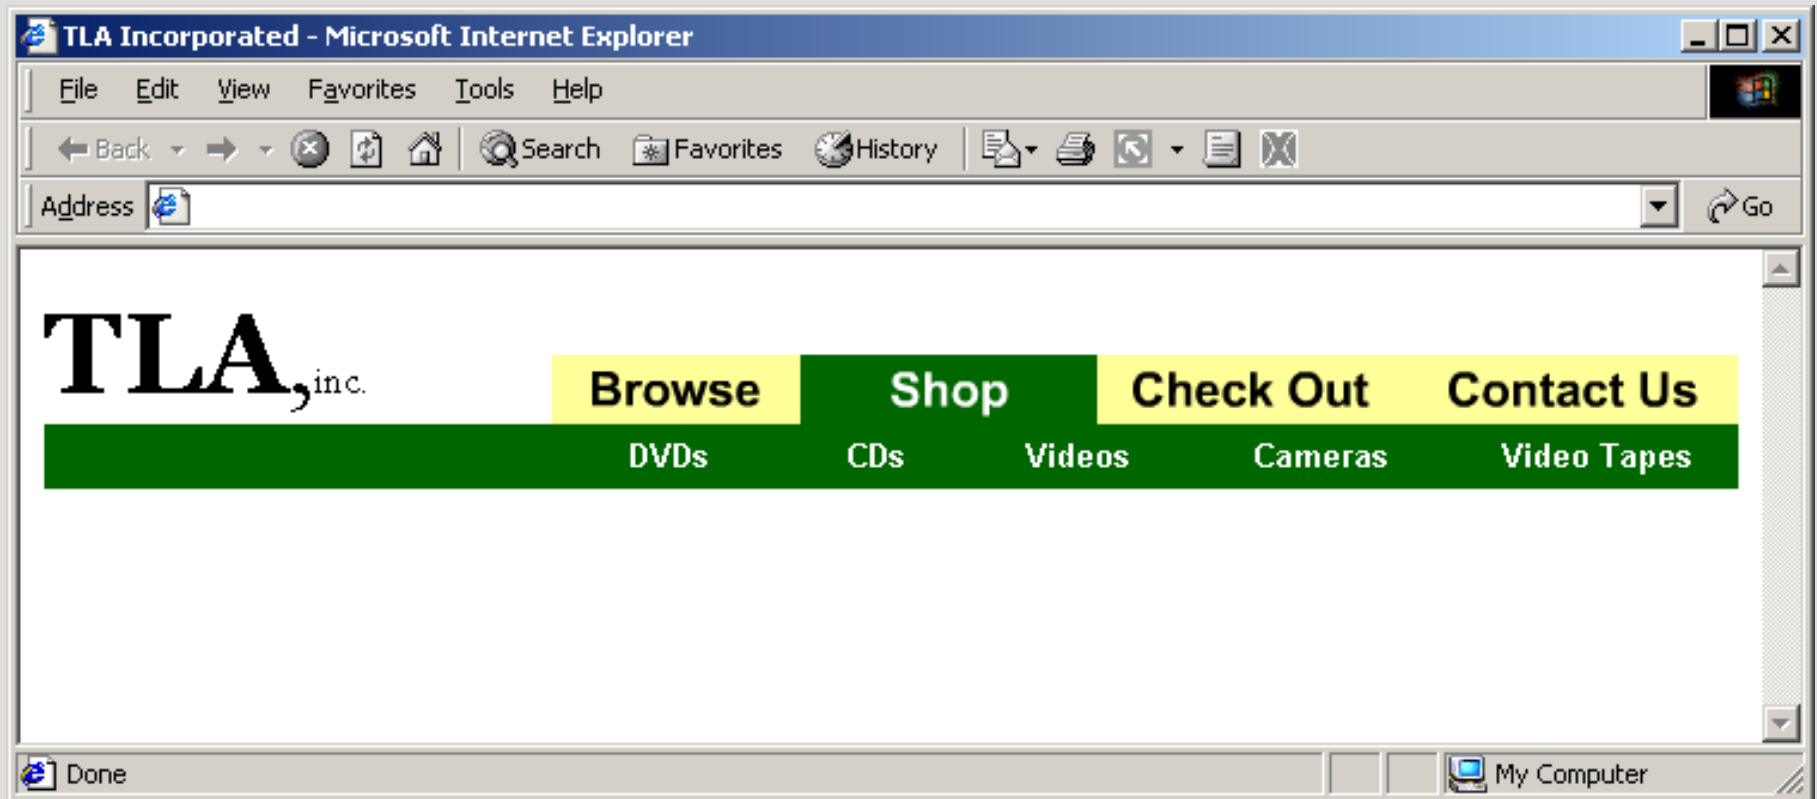 TLA Incorporated - Microsoft Internet Explorer
File Edit View Favorites Tools Help
Back Search Favorites History
Address Go
TLA, inc.
Browse Shop Check Out Contact Us
DVDs CDs Videos Cameras Video Tapes
Done My Computer